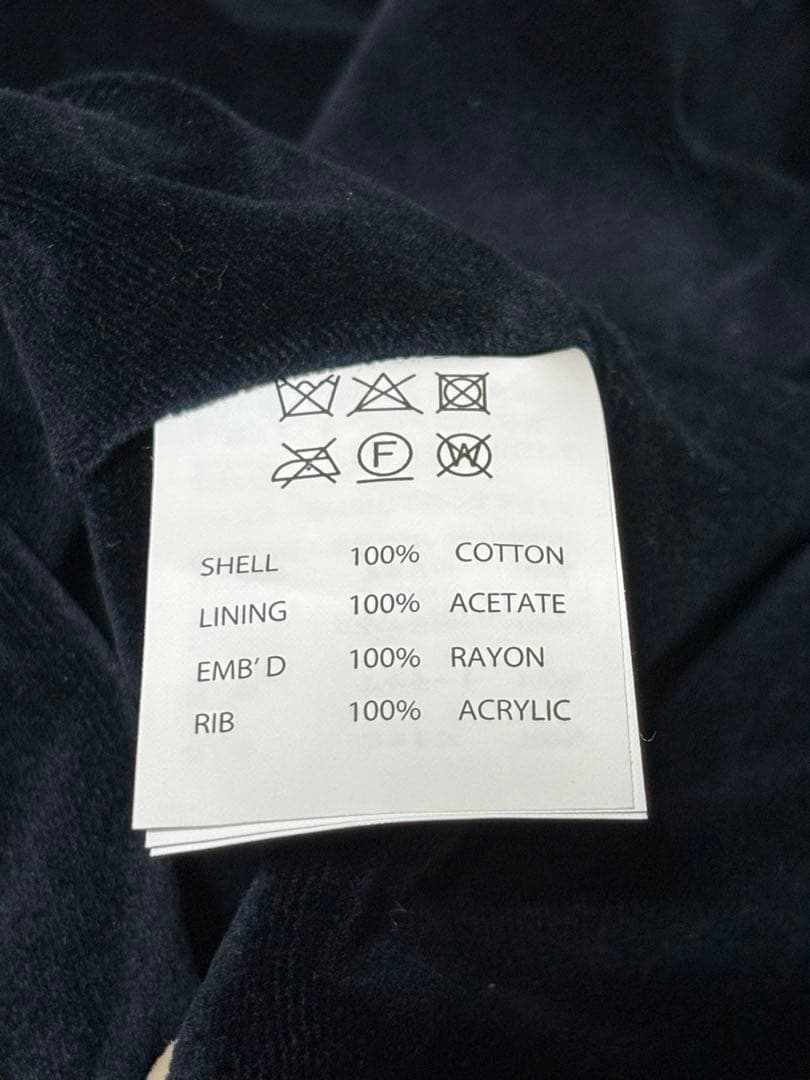 F W
SHELL 100% COTTON
LINING 100% ACETATE
EMB' D 100% RAYON
RIB 100% ACRYLIC